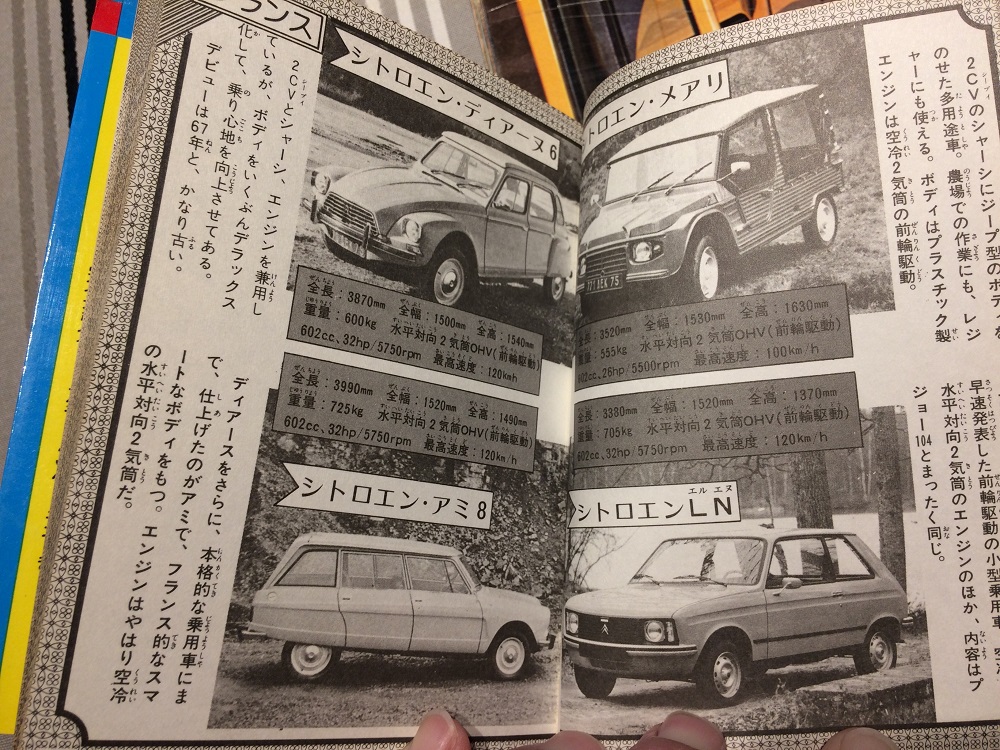 フランス
シトロエン・ディアーヌ6
2CVとシャーシ、エンジンを兼用し
ているが、ボディをいくぶんデラックス
化して、乗り心地を向上させてある。
デビューは67年と、かなり古い。
全長：3870mm 全幅：1500mm 全高：1540mm
重量：600kg 水平対向2気筒OHV(前輪駆動)
602cc、32hp/5750rpm 最高速度：120km/h
全長：3990mm 全幅：1520mm 全高：1490mm
重量：725kg 水平対向2気筒OHV(前輪駆動)
602cc、32hp/5750rpm 最高速度：120km/h
シトロエン・アミ8
ディアースをさらに、本格的な乗用車にま
で、仕上げたのがアミで、フランス的なスマ
ートなボディをもつ。エンジンはやはり空冷
の水平対向2気筒だ。
トロエン・メアリ
2CVのシャーシにジープ型のボディを
のせた多用途車。農場での作業にも、レジ
ャーにも使える。ボディはプラスチック製
エンジンは空冷2気筒の前輪駆動。
全長：3520mm 全幅：1530mm 全高：1630mm
重量：555kg 水平対向2気筒OHV(前輪駆動)
602cc、26hp/5500rpm 最高速度：100km/h
全長：3380mm 全幅：1520mm 全高：1370mm
重量：705kg 水平対向2気筒OHV(前輪駆動)
602cc、32hp/5750rpm 最高速度：120km/h
シトロエンLN
早速発表した前輪駆動の小型乗用車
水平対向2気筒のエンジンのほか、内容はプ
ジョー104とまったく同じ。